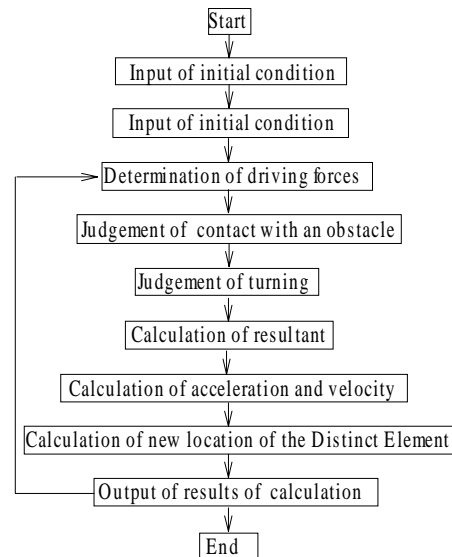 Start
Input of initial condition
Input of initial condition
Determination of driving forces
Judgement of contact with an obstacle
Judgement of turning
Calculation of resultant
Calculation of acceleration and velocity
Calculation of new location of the Distinct Element
Output of results of calculation
End